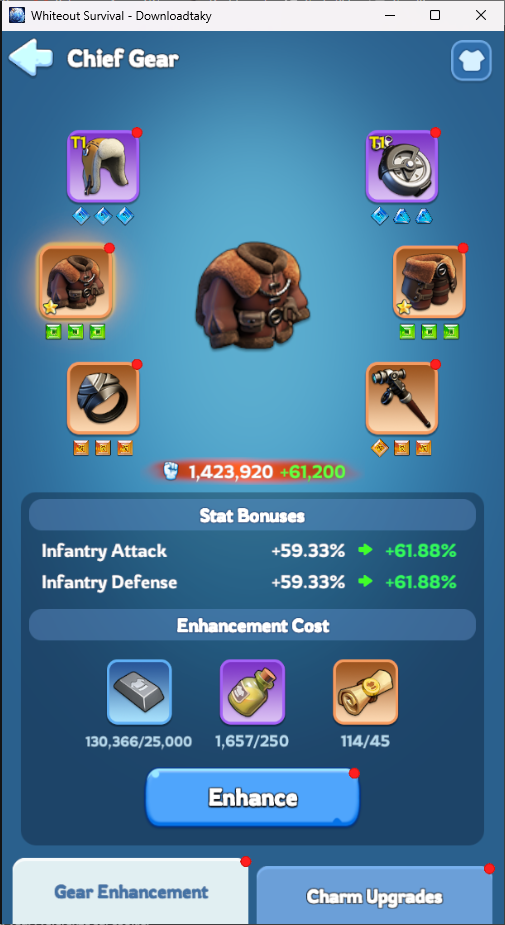 Whiteout Survival - Downloadtaky
Chief Gear
T1
T1
1,423,920 +61,200
Stat Bonuses
Infantry Attack +59.33% +61.88%
Infantry Defense +59.33% +61.88%
Enhancement Cost
130,366/25,000 1,657/250 114/45
Enhance
Gear Enhancement
Charm Upgrades